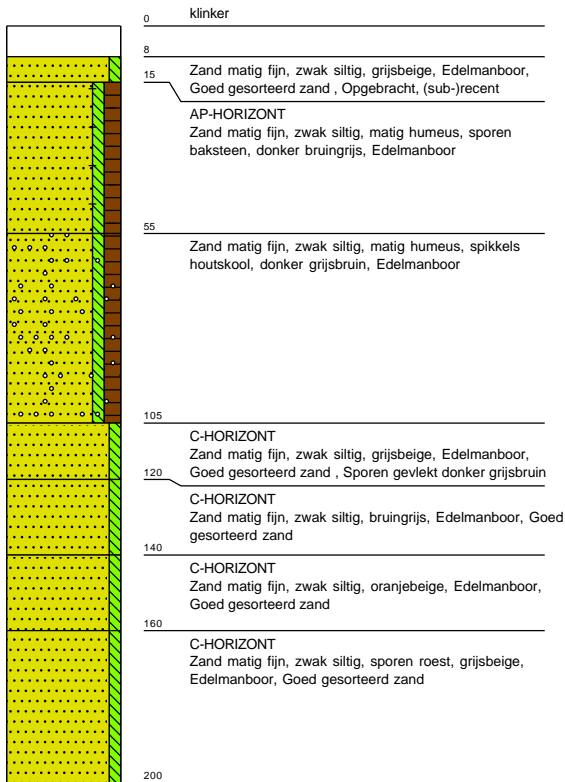 0
klinker
8
Zand matig fijn, zwak siltig, grijsbeige, Edelmanboor,
Goed gesorteerd zand , Opgebracht, (sub-)recent
15
AP-HORIZONT
Zand matig fijn, zwak siltig, matig humeus, sporen
baksteen, donker bruingrijs, Edelmanboor
55
Zand matig fijn, zwak siltig, matig humeus, spikkels
houtskool, donker grijsbruin, Edelmanboor
105
C-HORIZONT
Zand matig fijn, zwak siltig, grijsbeige, Edelmanboor,
Goed gesorteerd zand , Sporen gevlekt donker grijsbruin
120
C-HORIZONT
Zand matig fijn, zwak siltig, bruingrijs, Edelmanboor, Goed
gesorteerd zand
140
C-HORIZONT
Zand matig fijn, zwak siltig, oranjebeige, Edelmanboor,
Goed gesorteerd zand
160
C-HORIZONT
Zand matig fijn, zwak siltig, sporen roest, grijsbeige,
Edelmanboor, Goed gesorteerd zand
200